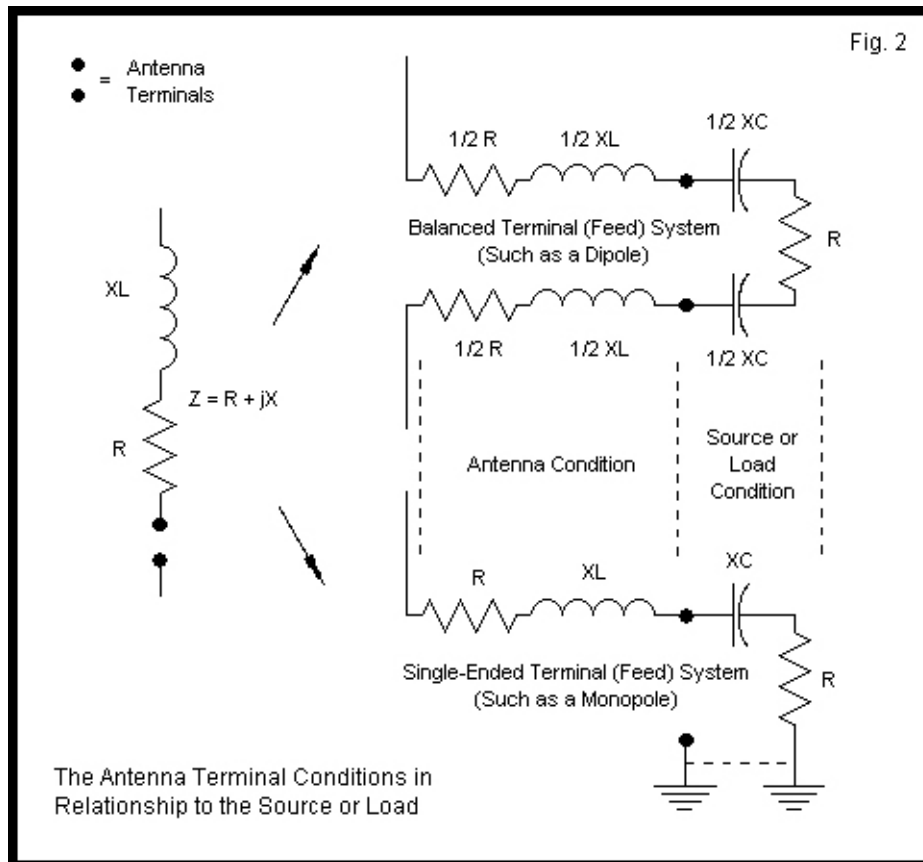 Fig. 2
= Antenna
Terminals
1/2 R
1/2 XL
1/2 XC
R
Balanced Terminal (Feed) System
(Such as a Dipole)
1/2 R
1/2 XL
1/2 XC
XL
Z = R + jX
R
Antenna Condition
Source or
Load
Condition
R
XL
XC
R
Single-Ended Terminal (Feed) System
(Such as a Monopole)
The Antenna Terminal Conditions in
Relationship to the Source or Load